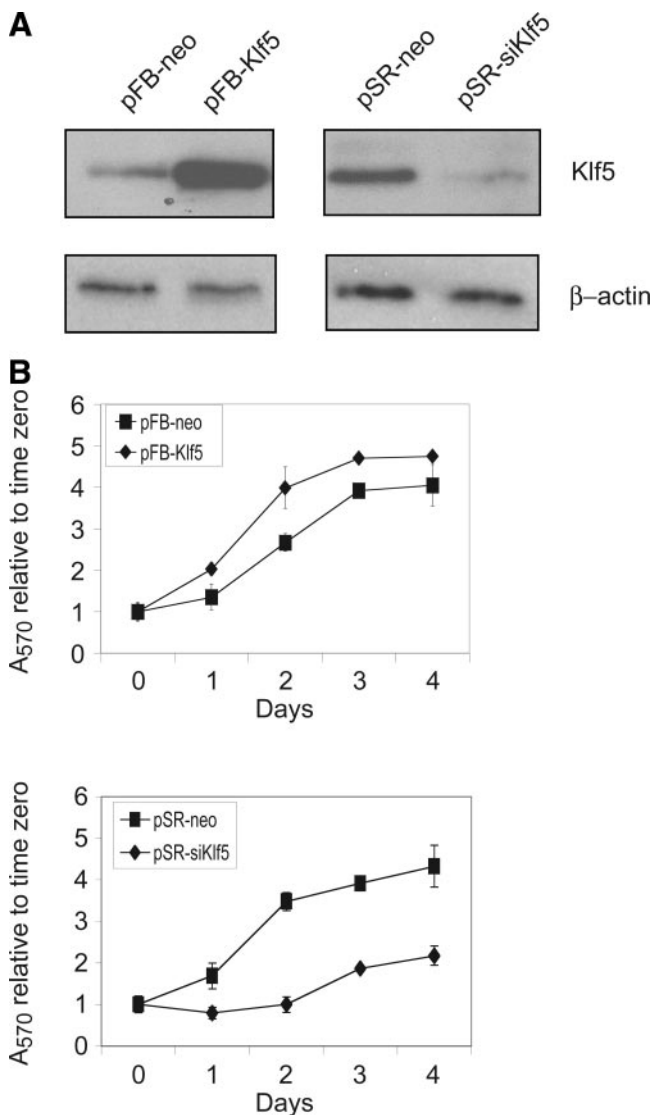 A
pFB-neo
pFB-Klf5
pSR-neo
pSR-siKlf5
Klf5
β–actin
B
A570 relative to time zero
6
5
4
3
2
1
0
pFB-neo
pFB-Klf5
0 1 2 3 4
Days
A570 relative to time zero
6
5
4
3
2
1
0
pSR-neo
pSR-siKlf5
0 1 2 3 4
Days